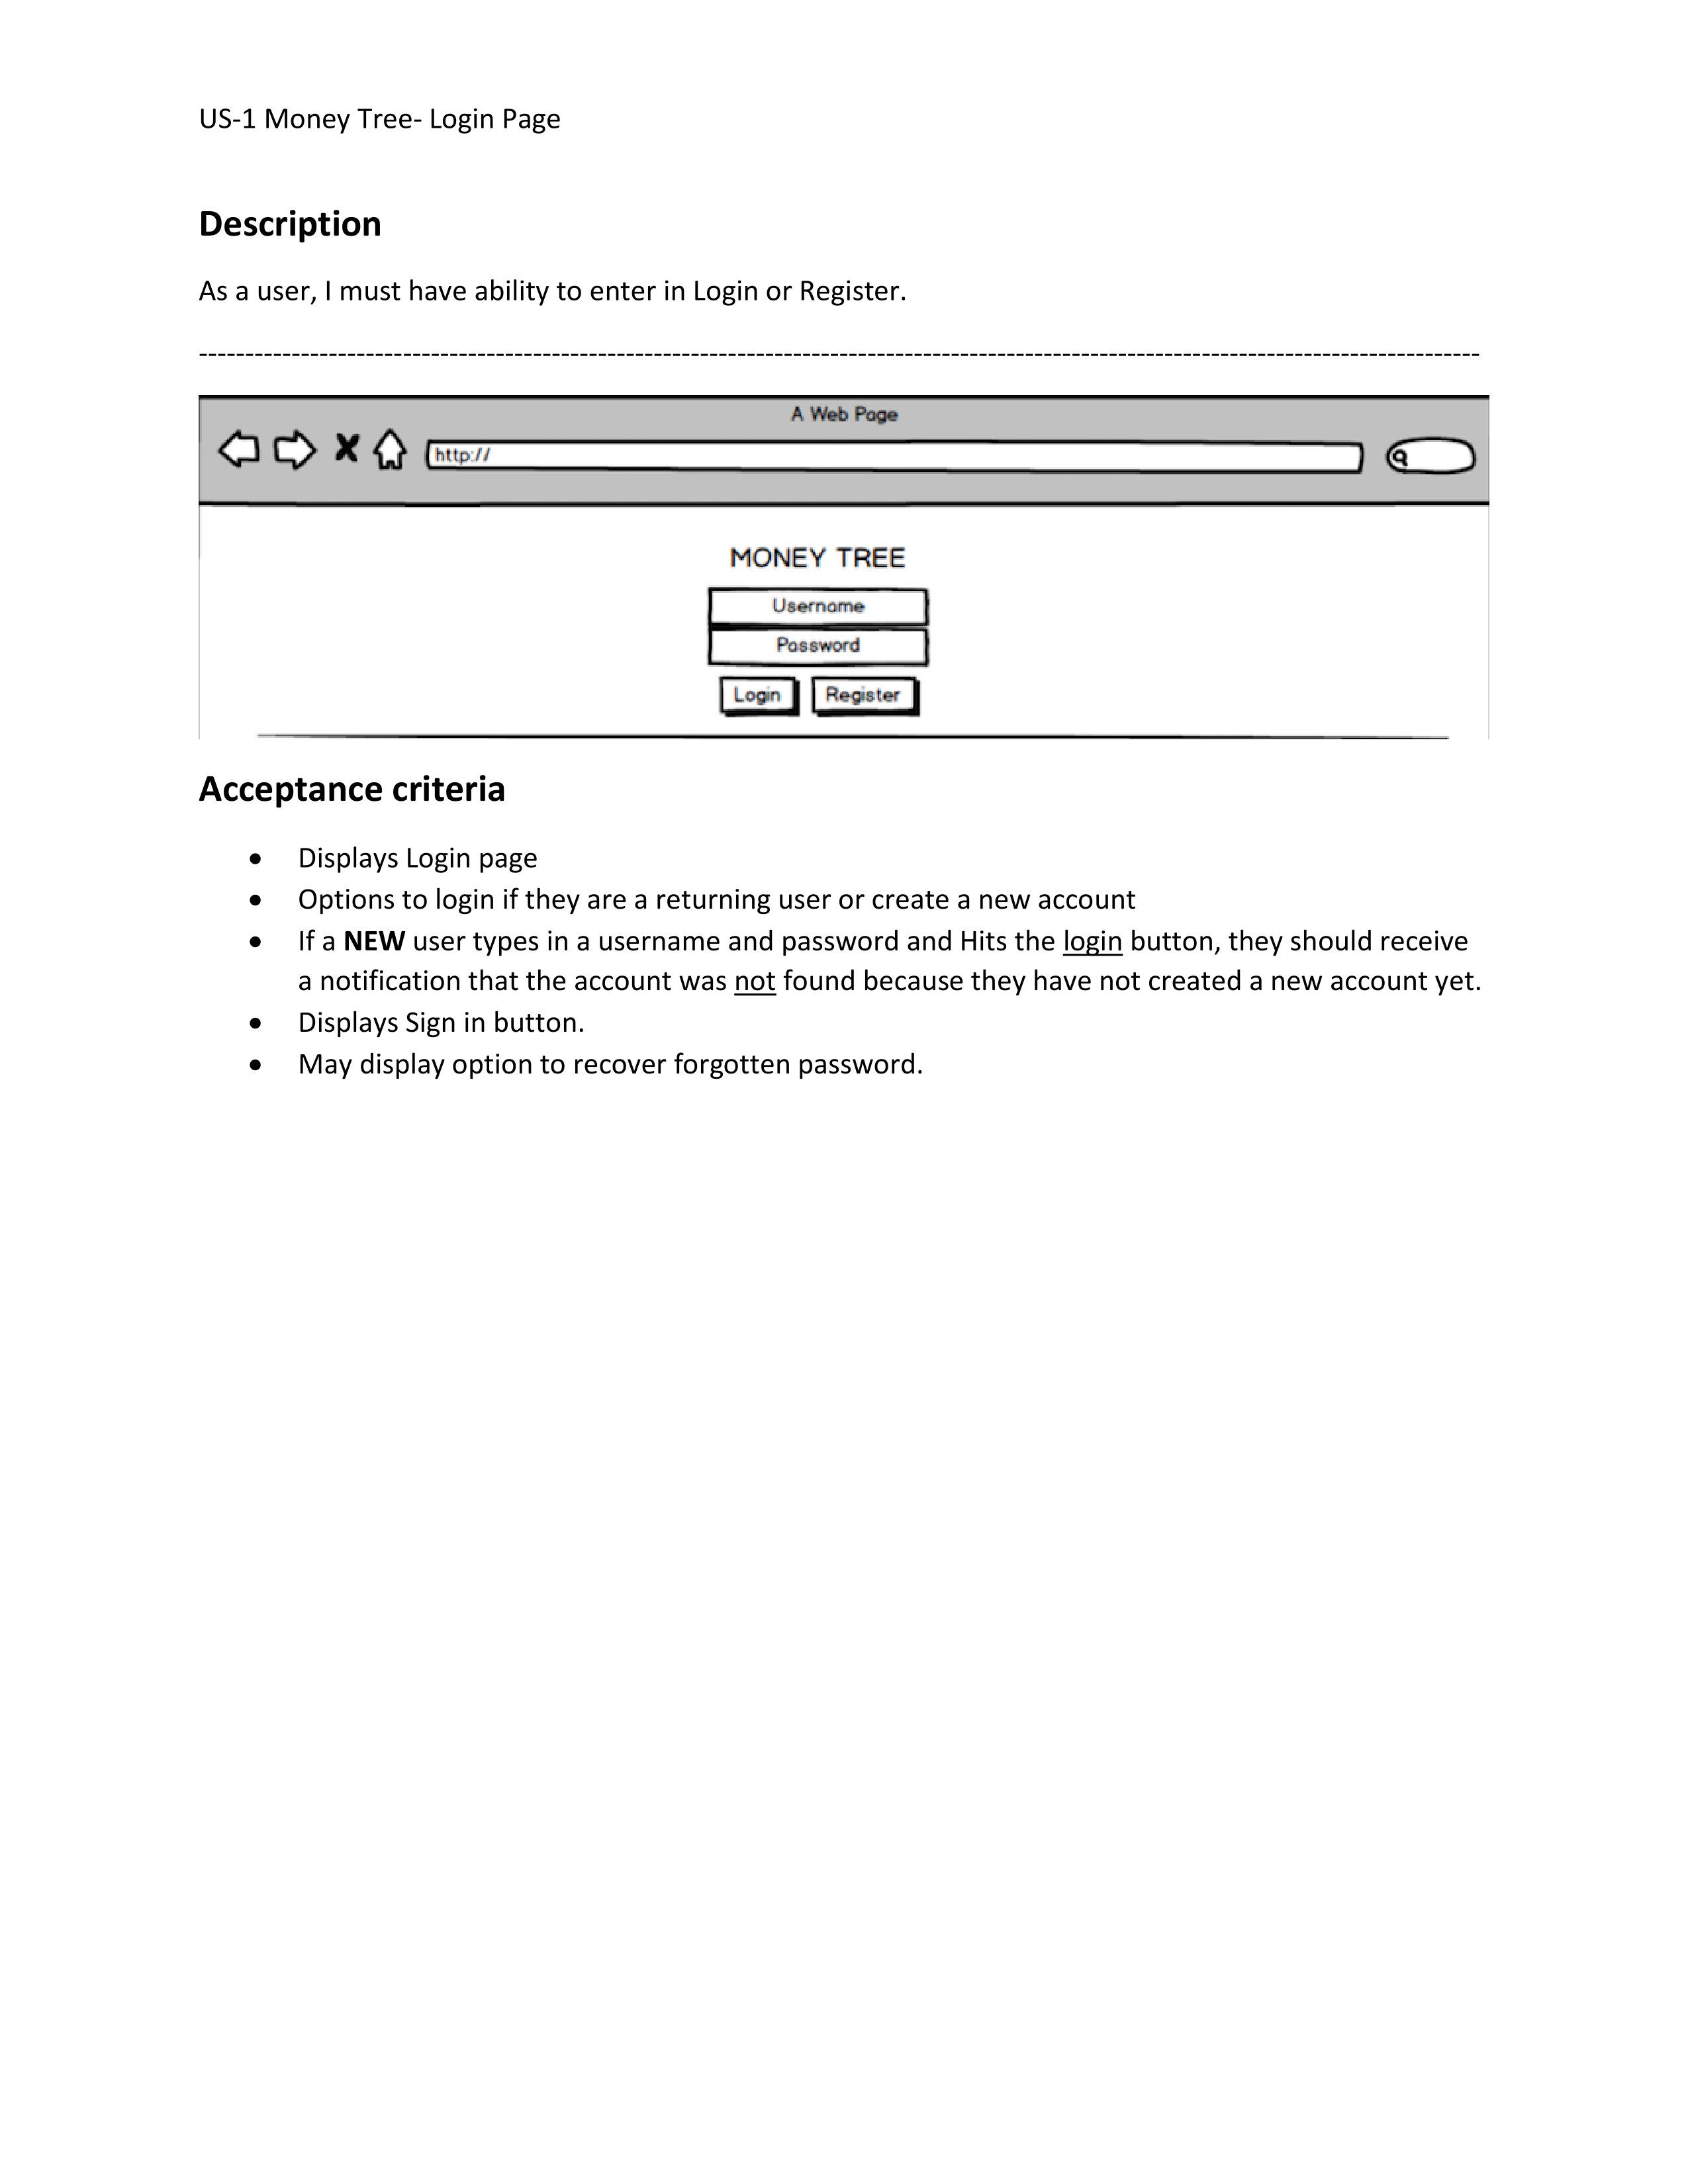 US-1 Money Tree- Login Page
Description
As a user, I must have ability to enter in Login or Register.
-------------------------------------------------------------------------------------------------------------------------------------------
A Web Page
http://
MONEY TREE
Username
Password
Login Register
Acceptance criteria
• Displays Login page
• Options to login if they are a returning user or create a new account
• If a NEW user types in a username and password and Hits the login button, they should receive
a notification that the account was not found because they have not created a new account yet.
• Displays Sign in button.
• May display option to recover forgotten password.